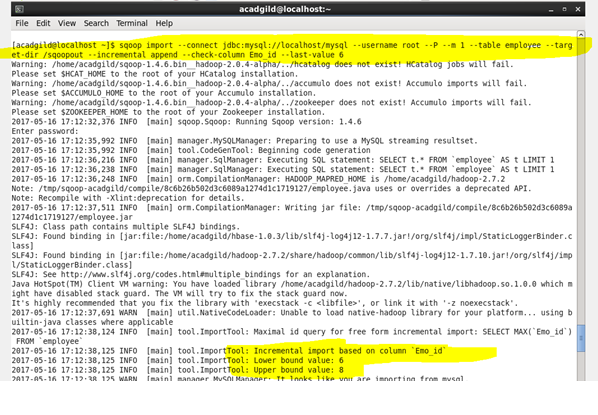 acadgild@localhost:~
File Edit View Search Terminal Help
[acadgild@localhost ~]$ sqoop import --connect jdbc:mysql://localhost/mysql --username root --P --m 1 --table employee --targ
et-dir /sqoopout --incremental append --check-column Emo_id --last-value 6
Warning: /home/acadgild/sqoop-1.4.6.bin__hadoop-2.0.4-alpha/../hcatalog does not exist! HCatalog jobs will fail.
Please set $HCAT_HOME to the root of your HCatalog installation.
Warning: /home/acadgild/sqoop-1.4.6.bin__hadoop-2.0.4-alpha/../accumulo does not exist! Accumulo imports will fail.
Please set $ACCUMULO_HOME to the root of your Accumulo installation.
Warning: /home/acadgild/sqoop-1.4.6.bin__hadoop-2.0.4-alpha/../zookeeper does not exist! Accumulo imports will fail.
Please set $ZOOKEEPER_HOME to the root of your Zookeeper installation.
2017-05-16 17:12:32,376 INFO  [main] sqoop.Sqoop: Running Sqoop version: 1.4.6
Enter password:
2017-05-16 17:12:35,992 INFO  [main] manager.MySQLManager: Preparing to use a MySQL streaming resultset.
2017-05-16 17:12:35,992 INFO  [main] tool.CodeGenTool: Beginning code generation
2017-05-16 17:12:36,216 INFO  [main] manager.SqlManager: Executing SQL statement: SELECT t.* FROM `employee` AS t LIMIT 1
2017-05-16 17:12:36,238 INFO  [main] manager.SqlManager: Executing SQL statement: SELECT t.* FROM `employee` AS t LIMIT 1
2017-05-16 17:12:36,248 INFO  [main] orm.CompilationManager: HADOOP_MAPRED_HOME is /home/acadgild/hadoop-2.7.2
Note: /tmp/sqoop-acadgild/compile/8c6b26b502d3c6089a1274d1c1719127/employee.java uses or overrides a deprecated API.
Note: Recompile with -Xlint:deprecation for details.
2017-05-16 17:12:37,511 INFO  [main] orm.CompilationManager: Writing jar file: /tmp/sqoop-acadgild/compile/8c6b26b502d3c6089a
1274d1c1719127/employee.jar
SLF4J: Class path contains multiple SLF4J bindings.
SLF4J: Found binding in [jar:file:/home/acadgild/hbase-1.0.3/lib/slf4j-log4j12-1.7.7.jar!/org/slf4j/impl/StaticLoggerBinder.c
lass]
SLF4J: Found binding in [jar:file:/home/acadgild/hadoop-2.7.2/share/hadoop/common/lib/slf4j-log4j12-1.7.10.jar!/org/slf4j/imp
l/StaticLoggerBinder.class]
SLF4J: See http://www.slf4j.org/codes.html#multiple_bindings for an explanation.
Java HotSpot(TM) Client VM warning: You have loaded library /home/acadgild/hadoop-2.7.2/lib/native/libhadoop.so.1.0.0 which m
ight have disabled stack guard. The VM will try to fix the stack guard now.
It's highly recommended that you fix the library with 'execstack -c <libfile>', or link it with '-z noexecstack'.
2017-05-16 17:12:37,691 WARN  [main] util.NativeCodeLoader: Unable to load native-hadoop library for your platform... using b
uiltin-java classes where applicable
2017-05-16 17:12:38,124 INFO  [main] tool.ImportTool: Maximal id query for free form incremental import: SELECT MAX(`Emo_id`)
FROM `employee`
2017-05-16 17:12:38,125 INFO  [main] tool.ImportTool: Incremental import based on column `Emo_id`
2017-05-16 17:12:38,125 INFO  [main] tool.ImportTool: Lower bound value: 6
2017-05-16 17:12:38,125 INFO  [main] tool.ImportTool: Upper bound value: 8
2017-05-16 17:12:38,125 WARN  [main] manager.MySQLManager: It looks like you are importing from mysql